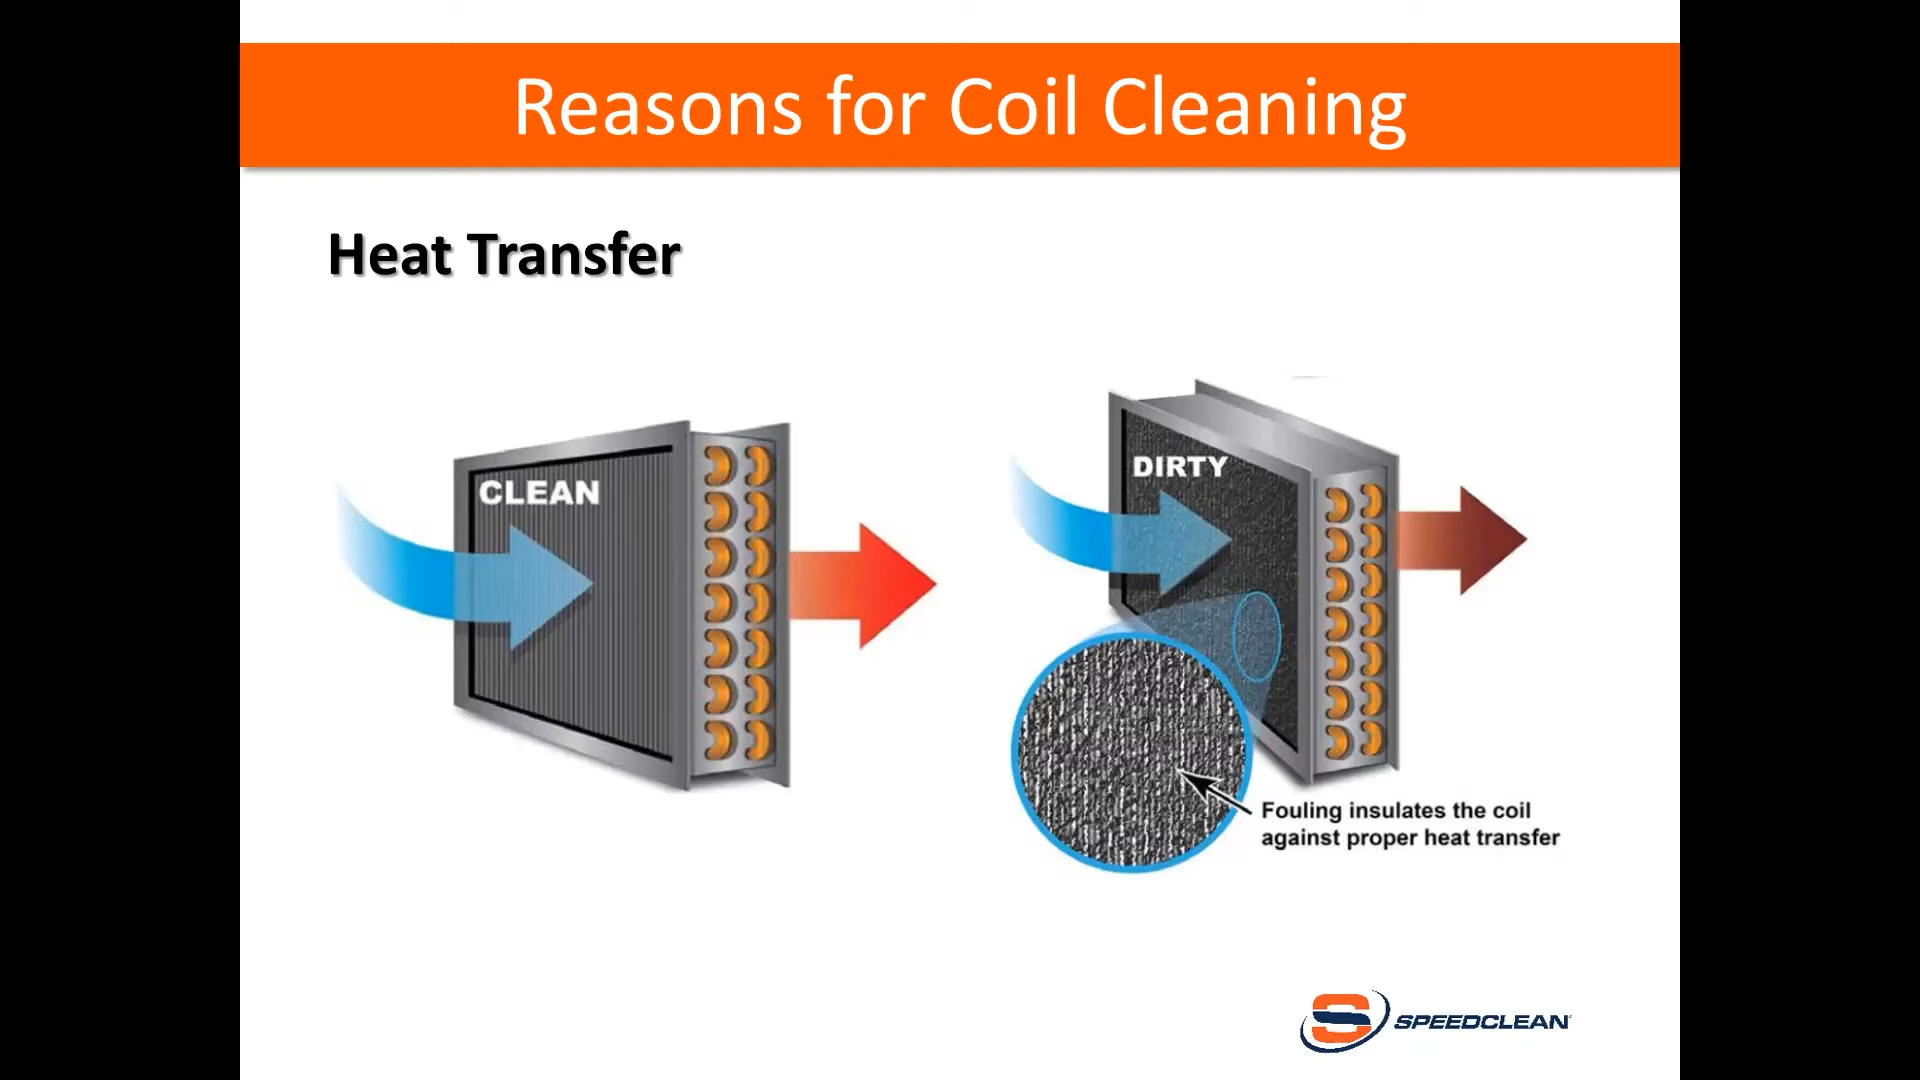 Reasons for Coil Cleaning
Heat Transfer
CLEAN
DIRTY
Fouling insulates the coil
against proper heat transfer
SPEEDCLEAN